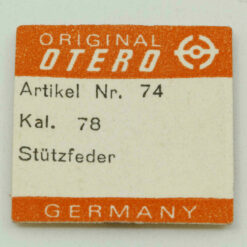 ORIGINAL
OTERO
Artikel Nr. 74
Kal. 78
Stützfeder
GERMANY